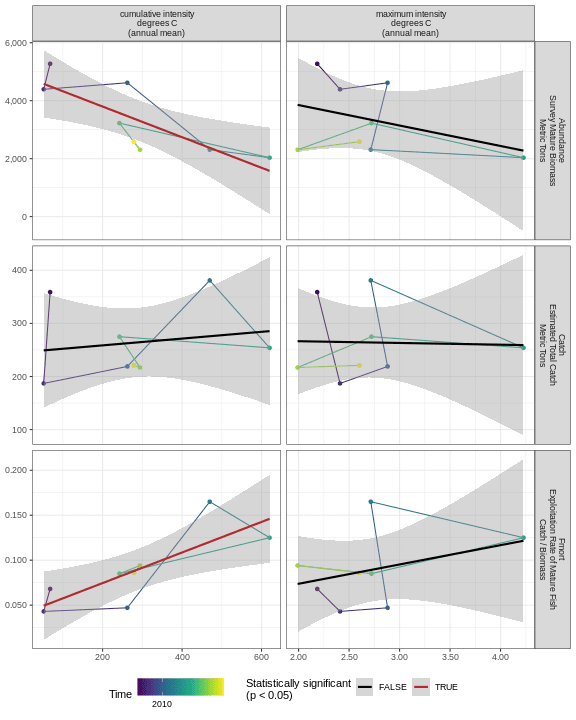 cumulative intensity
degrees C
(annual mean)
maximum intensity
degrees C
(annual mean)
6,000
4,000
2,000
0
Abundance
Survey Mature Biomass
Metric Tons
400
300
200
100
Catch
Estimated Total Catch
Metric Tons
0.200
0.150
0.100
0.050
Fmort
Exploitation Rate of Mature Fish
Catch / Biomass
200
400
600
2.00
2.50
3.00
3.50
4.00
Time
2010
Statistically significant
(p < 0.05)
FALSE
TRUE